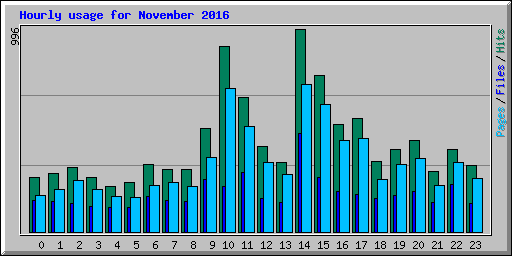 Hourly usage for November 2016
996
Pages/Files/Hits
0 1 2 3 4 5 6 7 8 9 10 11 12 13 14 15 16 17 18 19 20 21 22 23